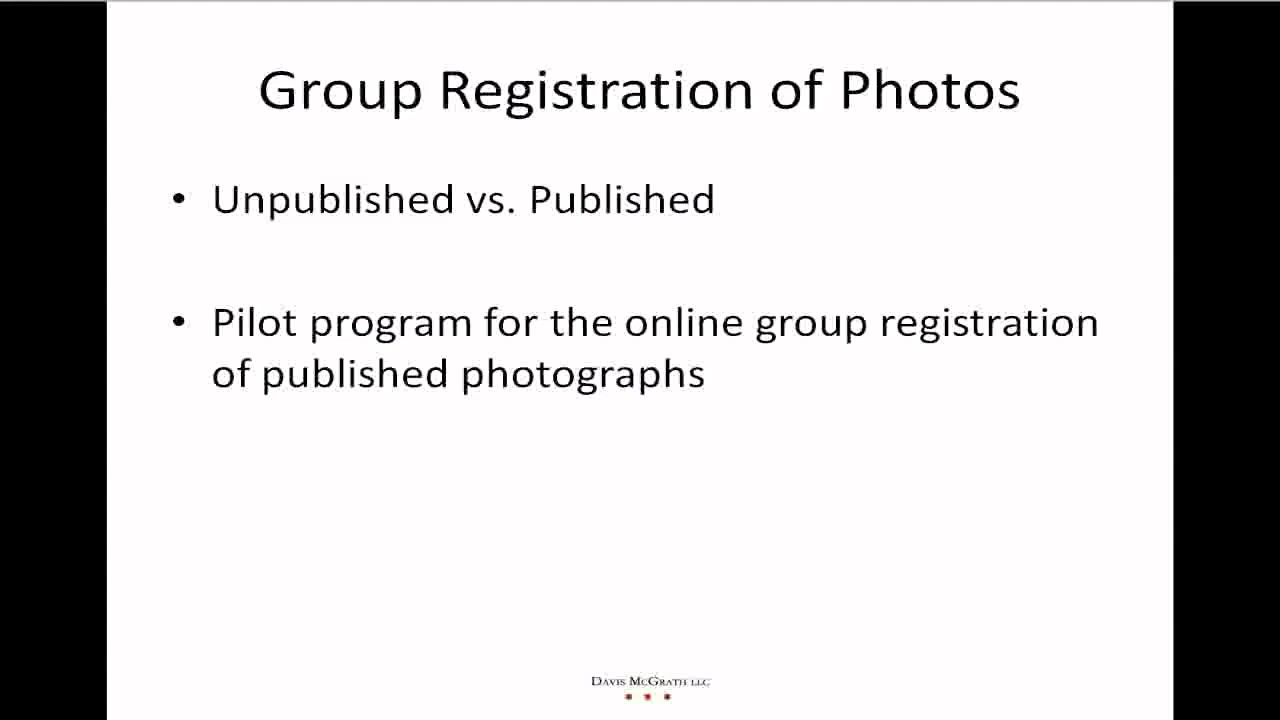 Group Registration of Photos
• Unpublished vs. Published
• Pilot program for the online group registration
of published photographs
DAVIS MCGRATH LLC